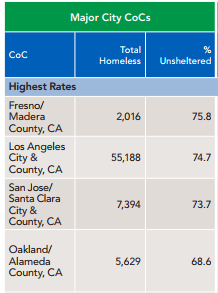 Major City CoCs
CoC
Total
Homeless
%
Unsheltered
Highest Rates
Fresno/
Madera
County, CA
2,016
75.8
Los Angeles
City &
County, CA
55,188
74.7
San Jose/
Santa Clara
City &
County, CA
7,394
73.7
Oakland/
Alameda
County, CA
5,629
68.6